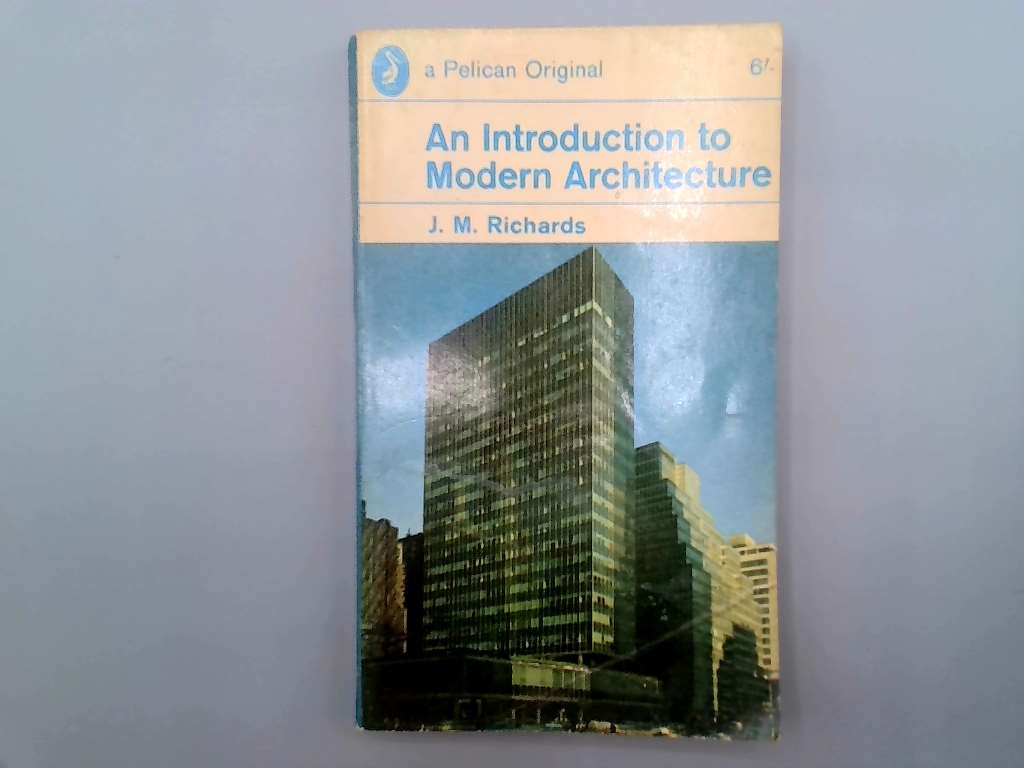 a Pelican Original 6/-
An Introduction to
Modern Architecture
J. M. Richards